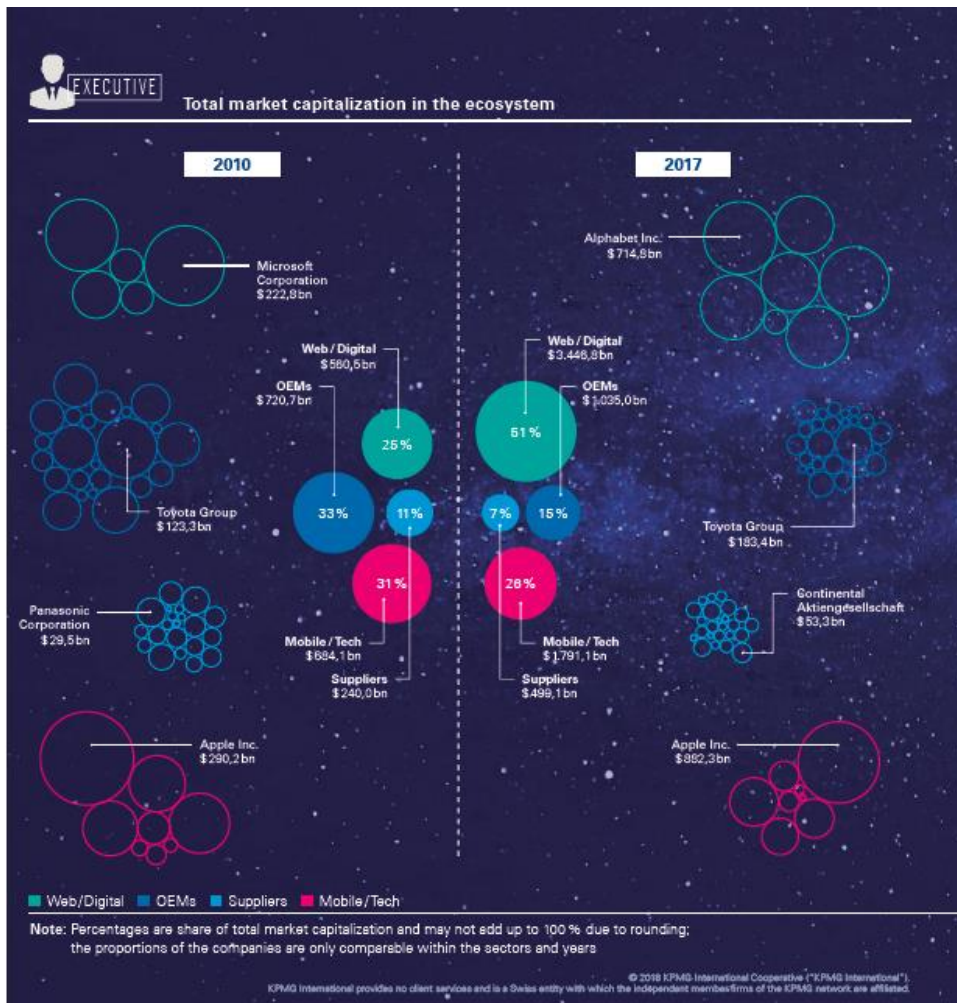 EXECUTIVE
Total market capitalization in the ecosystem
2010
2017
Microsoft
Corporation
$222,8bn
Alphabet Inc.
$714,8bn
Web/Digital
$560,5bn
OEMs
$720,7bn
Web/Digital
$3.446,8bn
OEMs
$1.035,0bn
25%
51%
33%
11%
7%
15%
31%
26%
Toyota Group
$123,3bn
Toyota Group
$183,4bn
Panasonic
Corporation
$29,5bn
Continental
Aktiengesellschaft
$53,3bn
Mobile/Tech
$684,1bn
Suppliers
$240,0bn
Mobile/Tech
$1.791,1bn
Suppliers
$499,1bn
Apple Inc.
$290,2bn
Apple Inc.
$882,3bn
Web/Digital OEMs Suppliers Mobile/Tech
Note: Percentages are share of total market capitalization and may not add up to 100% due to rounding;
the proportions of the companies are only comparable within the sectors and years
© 2018 KPMG International Cooperative ("KPMG International").
KPMG International provides no client services and is a Swiss entity with which the independent member firms of the KPMG network are affiliated.